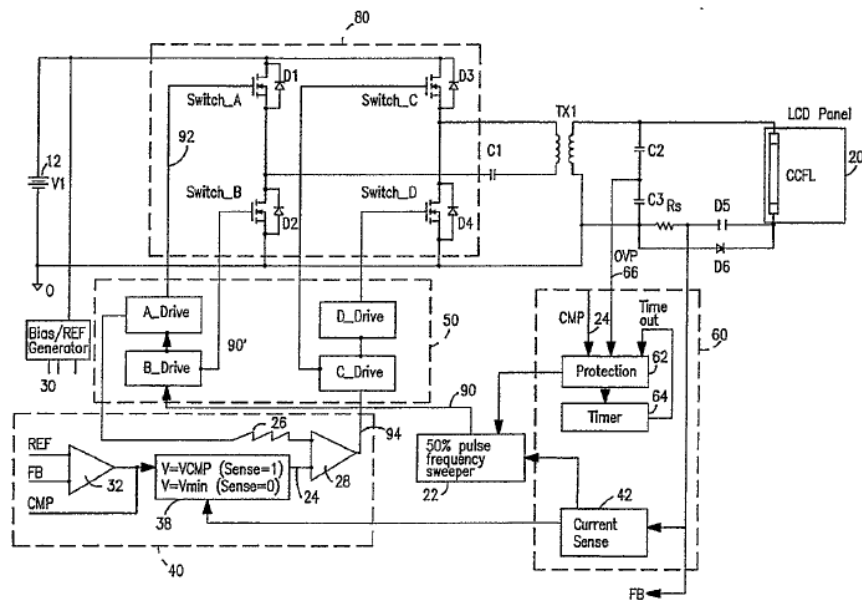 80
D1
D3
Switch_A
Switch_C
TX1
LCD Panel
92
C1
C2
20
12
V1
CCFL
Switch_B
Switch_D
C3
Rs
D5
D2
D4
OVP
66
D6
0
A_Drive
D_Drive
50
CMP
24
Time
out
60
Bias/REF
Generator
90'
62
B_Drive
C_Drive
Protection
30
90
64
Timer
26
94
REF
50% pulse
frequency
sweeper
V=VCMP (Sense=1)
V=Vmin (Sense=0)
FB
32
24
28
22
42
CMP
38
Current
Sense
40
FB